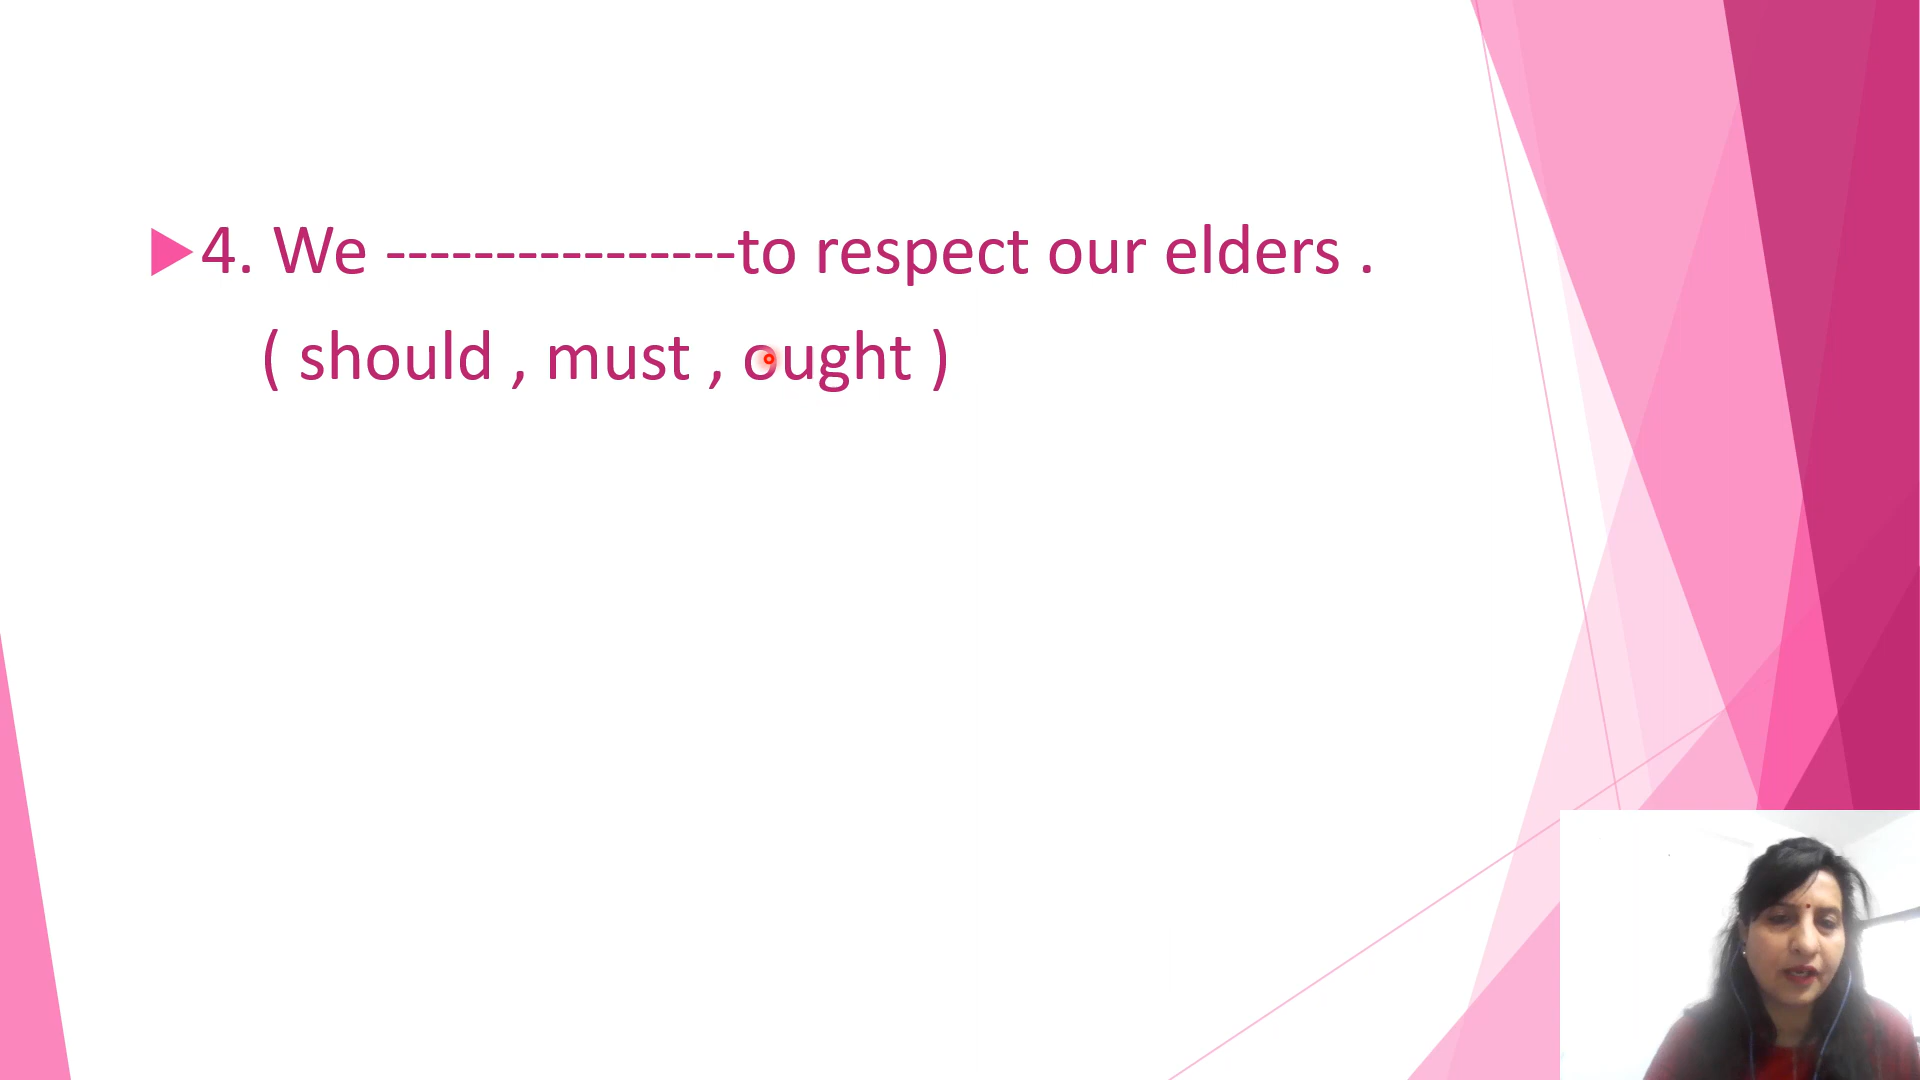 4. We ----------------to respect our elders .
( should , must , ought )